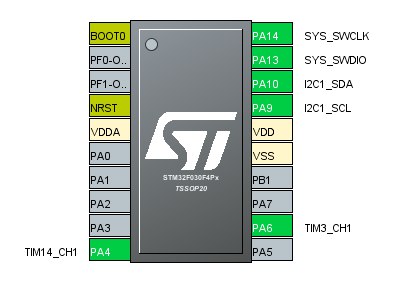 BOOT0 PA14 SYS_SWCLK
PF0-O.. PA13 SYS_SWDIO
PF1-O.. PA10 I2C1_SDA
NRST PA9 I2C1_SCL
VDDA VDD
PA0 VSS
STM32F030F4Px
TSSOP20
PA1 PB1
PA2 PA7
PA3 PA6 TIM3_CH1
TIM14_CH1 PA4 PA5